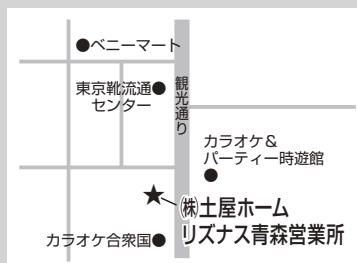 ●ベニーマート
東京靴流通●
センター
観光通り
カラオケ&
パーティー時遊館
●
★
㈱土屋ホーム
リズナス青森営業所
カラオケ合衆国●